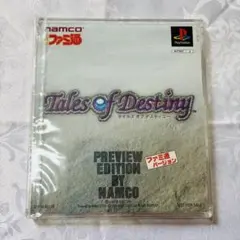 namco
ファミ通
PlayStation
Tales of Destiny
テイルズ オブ デスティニー
PREVIEW
EDITION
BY
NAMCO
ファミ通
バージョン